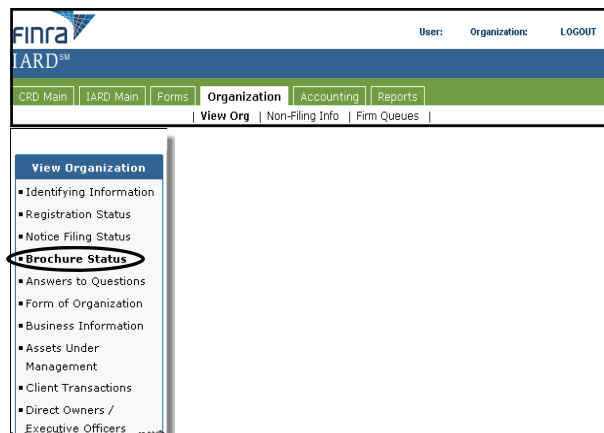 Finra
User: Organization: LOGOUT
IARD℠
CRD Main IARD Main Forms Organization Accounting Reports
| View Org | Non-Filing Info | Firm Queues |
View Organization
▪ Identifying Information
▪ Registration Status
▪ Notice Filing Status
▪ Brochure Status
▪ Answers to Questions
▪ Form of Organization
▪ Business Information
▪ Assets Under
Management
▪ Client Transactions
▪ Direct Owners /
Executive Officers